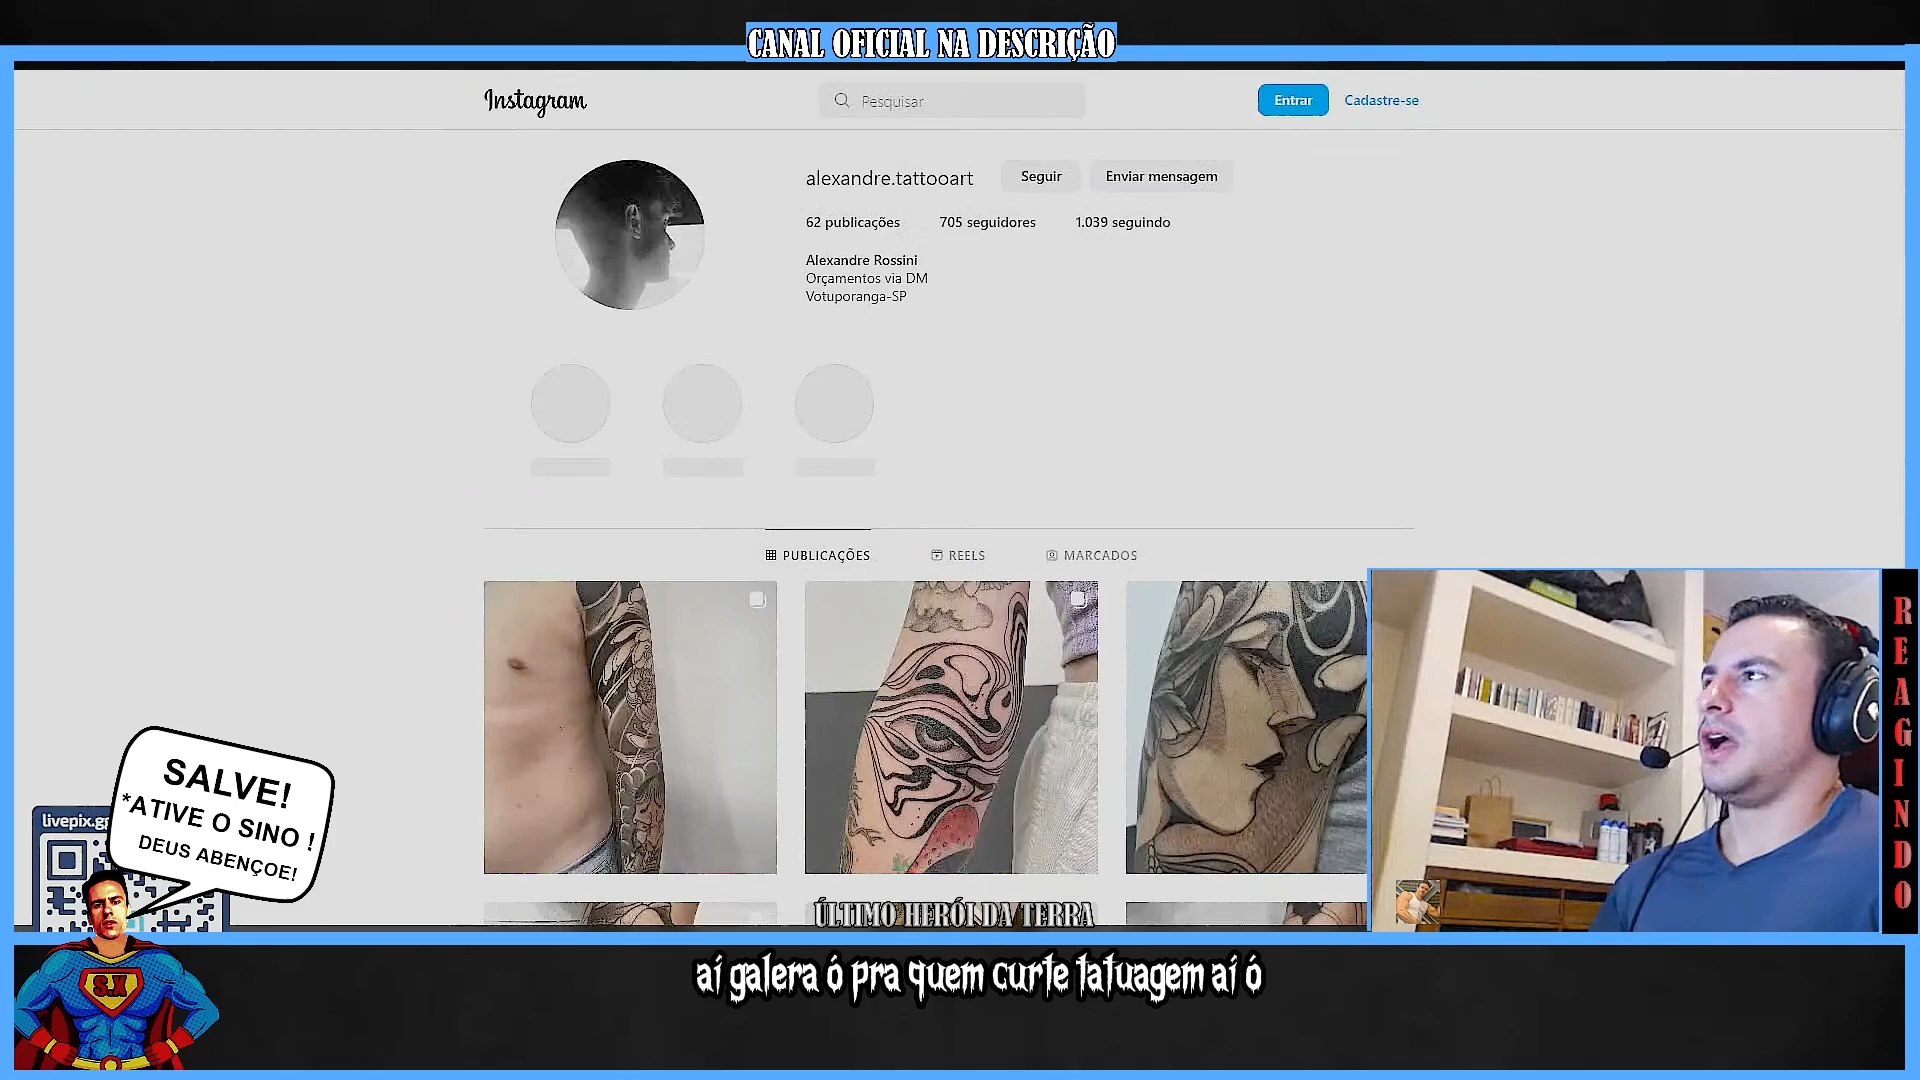 CANAL OFICIAL NA DESCRIÇÃO
Instagram
Pesquisar
Entrar
Cadastre-se
alexandre.tattooart
Seguir
Enviar mensagem
62 publicações
705 seguidores
1.039 seguindo
Alexandre Rossini
Orçamentos via DM
Votuporanga-SP
PUBLICAÇÕES
REELS
MARCADOS
REAGINDO
SALVE!
*ATIVE O SINO !
DEUS ABENÇOE!
livepix.gg
S.X
ÚLTIMO HERÓI DA TERRA
aí galera ó pra quem curte tatuagem aí ó